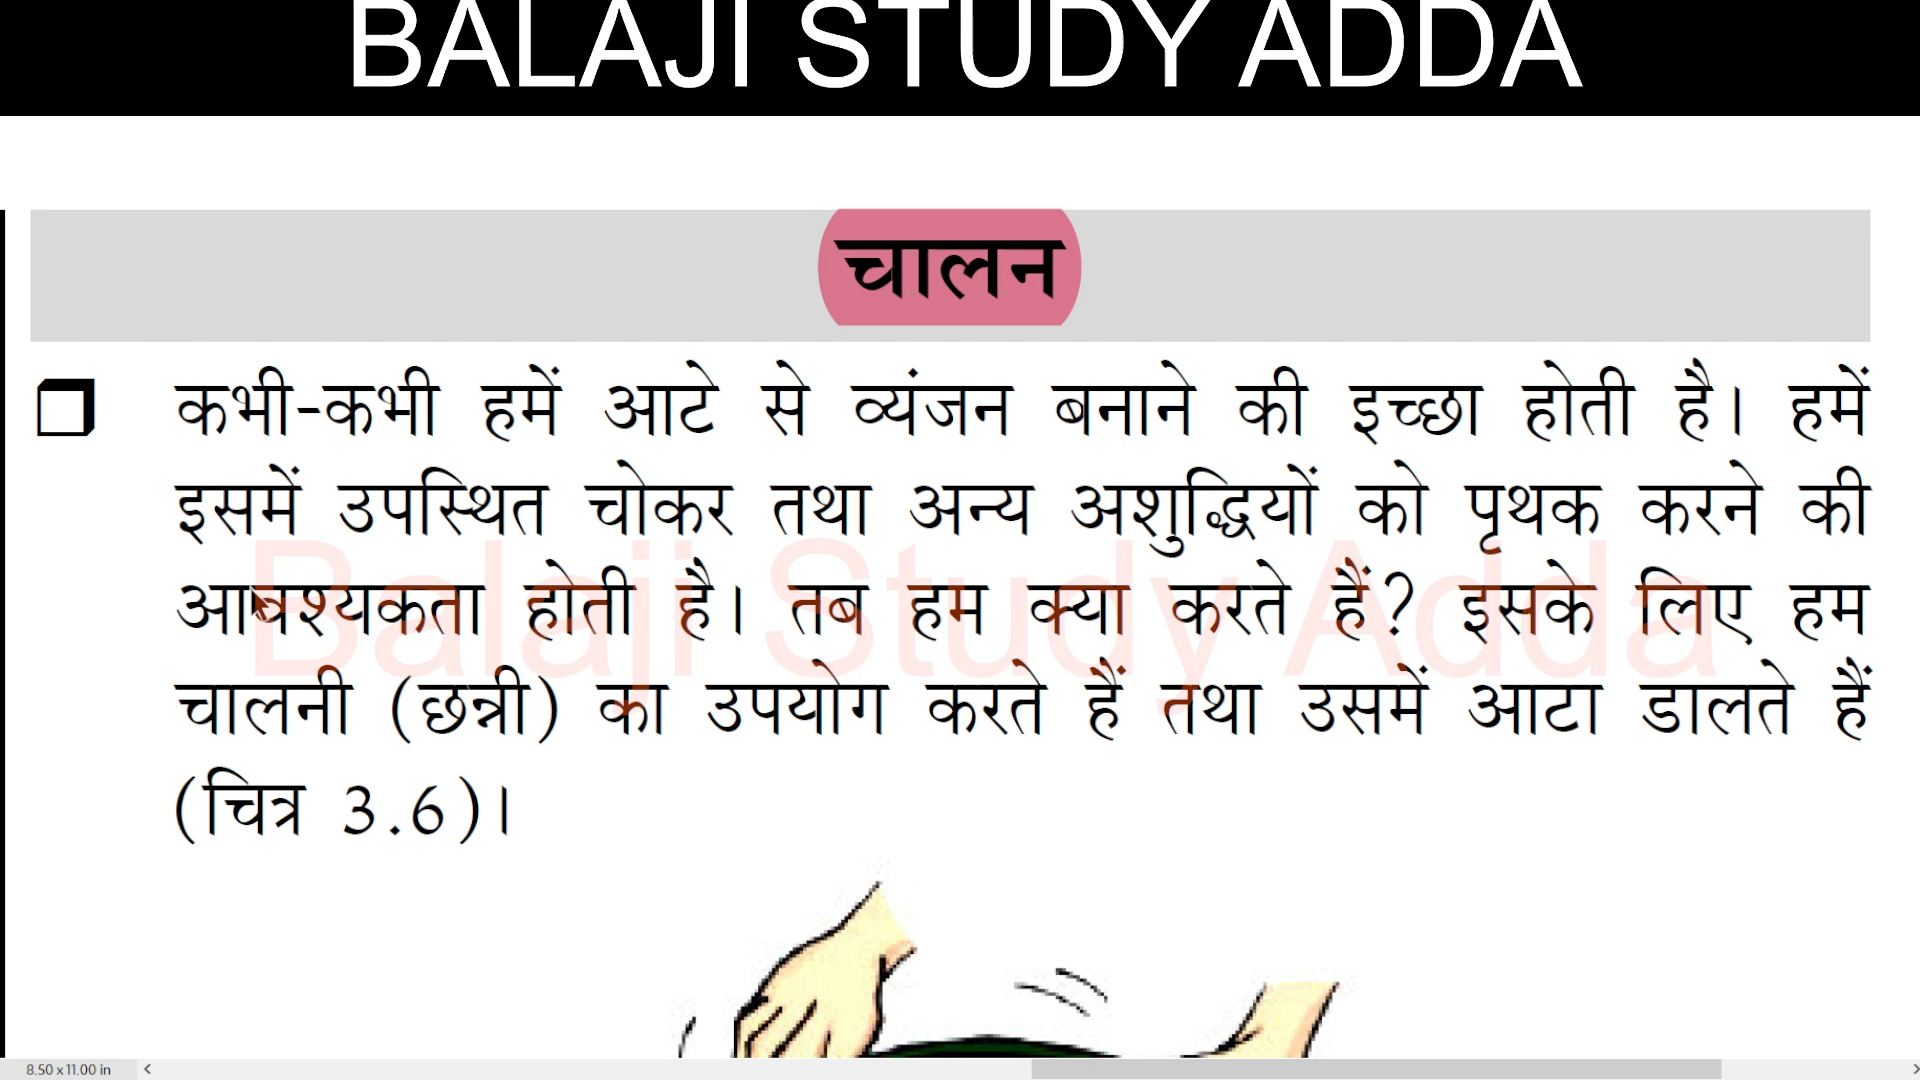 BALAJI STUDY ADDA
चालन
❒ कभी-कभी हमें आटे से व्यंजन बनाने की इच्छा होती है। हमें
इसमें उपस्थित चोकर तथा अन्य अशुद्धियों को पृथक करने की
आवश्यकता होती है। तब हम क्या करते हैं? इसके लिए हम
Balaji Study Adda
चालनी (छन्नी) का उपयोग करते हैं तथा उसमें आटा डालते हैं
(चित्र 3.6)।
8.50 x 11.00 in